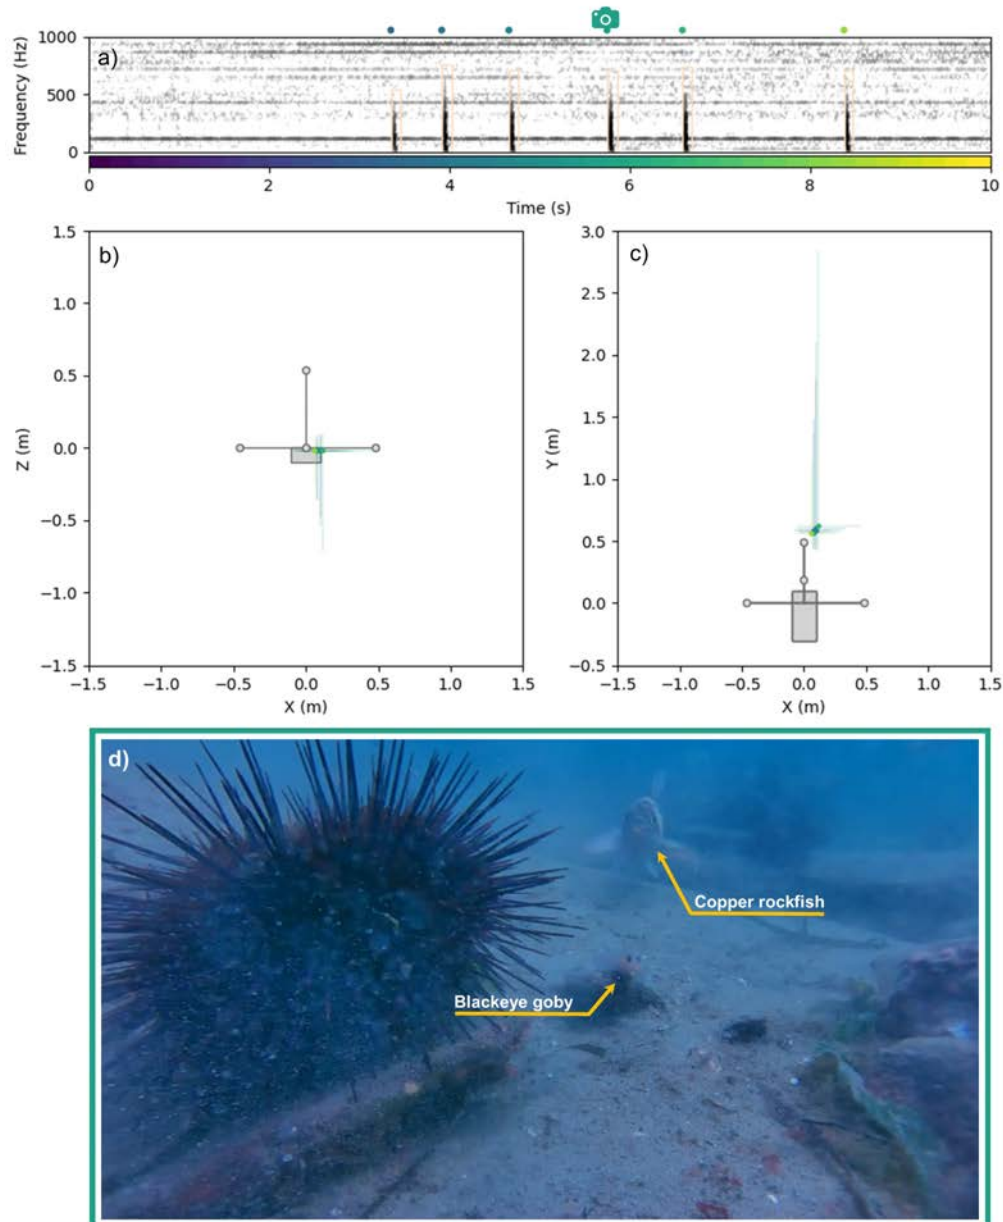 a)
Frequency (Hz)
1000
500
0
0 2 4 6 8 10
Time (s)
b)
Z (m)
1.5
1.0
0.5
0.0
−0.5
−1.0
−1.5
−1.5 −1.0 −0.5 0.0 0.5 1.0 1.5
X (m)
c)
Y (m)
3.0
2.5
2.0
1.5
1.0
0.5
0.0
−0.5
−1.5 −1.0 −0.5 0.0 0.5 1.0 1.5
X (m)
d)
Copper rockfish
Blackeye goby